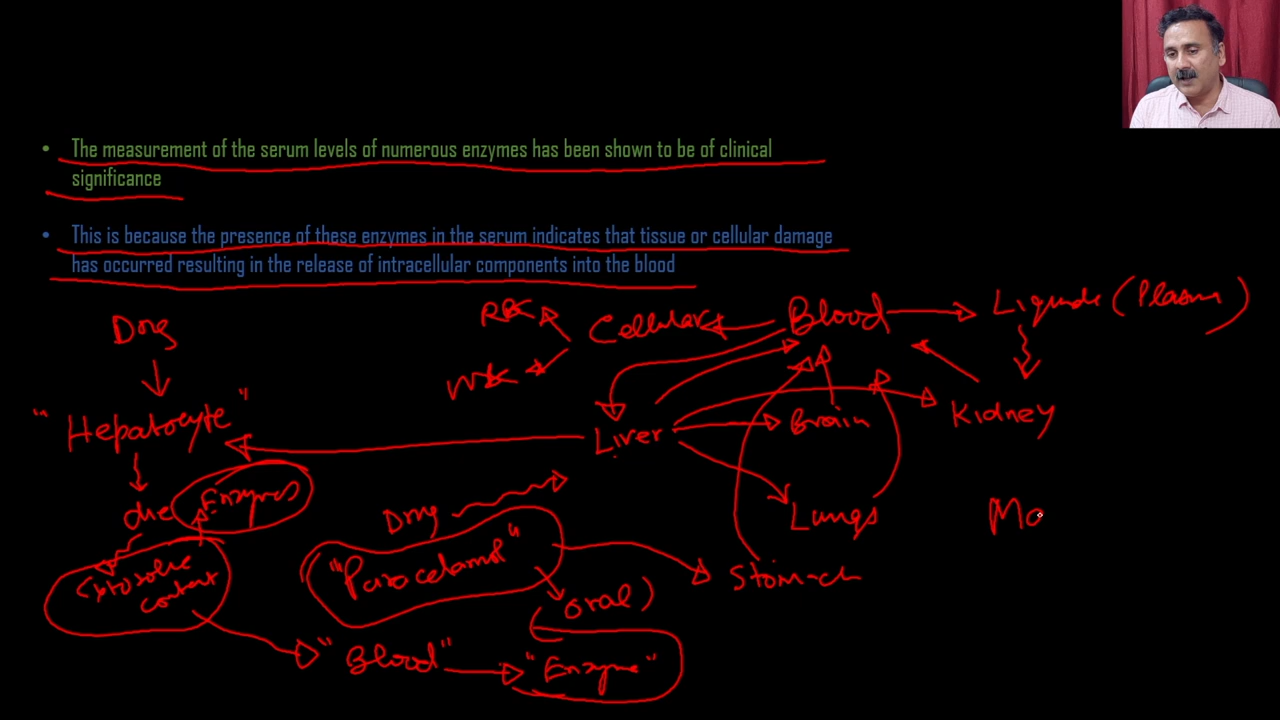 • The measurement of the serum levels of numerous enzymes has been shown to be of clinical
significance
• This is because the presence of these enzymes in the serum indicates that tissue or cellular damage
has occurred resulting in the release of intracellular components into the blood
Drug
RBC
Cellular
Blood
Liquide (Plasm)
WBC
"Hepatocyte"
Liver
Brain
Kidney
die
Enzymes
Drug
Lungs
Mo
"Paracetamol"
content
Stomach
(oral)
"Blood"
"Enzyme"